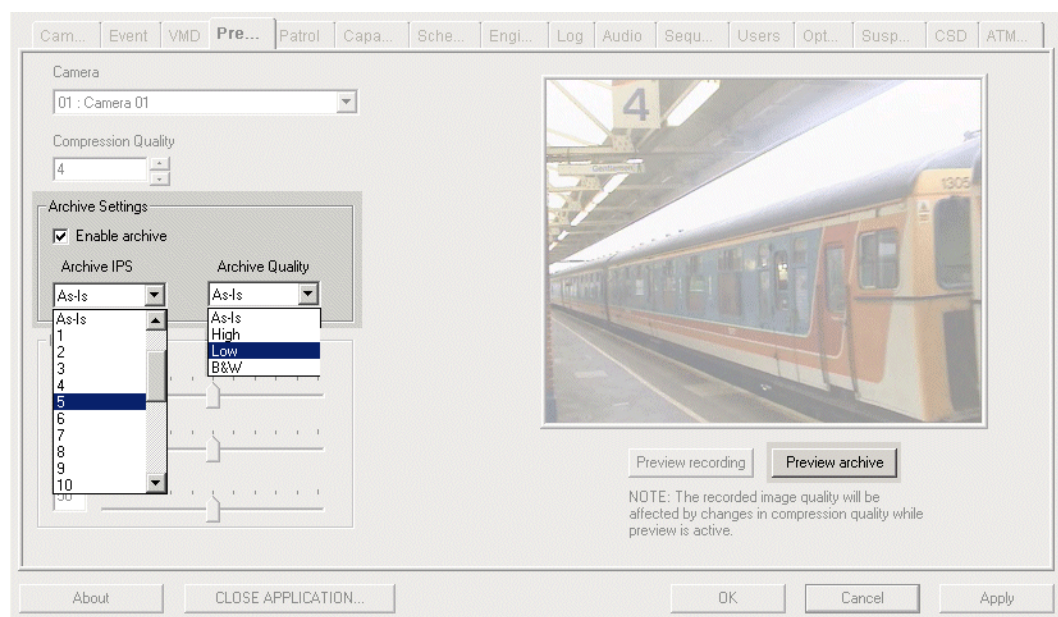 Cam... Event VMD Pre... Patrol Capa... Sche... Engi... Log Audio Sequ... Users Opt... Susp... CSD ATM...
Camera
01 : Camera 01
Compression Quality
4
Archive Settings
Enable archive
Archive IPS Archive Quality
As-Is As-Is
As-Is As-Is
1 High
2 Low
3 B&W
4
5
6
7
8
9
10
4
Gentlemen
1305
Preview recording Preview archive
NOTE: The recorded image quality will be
affected by changes in compression quality while
preview is active.
About CLOSE APPLICATION... OK Cancel Apply